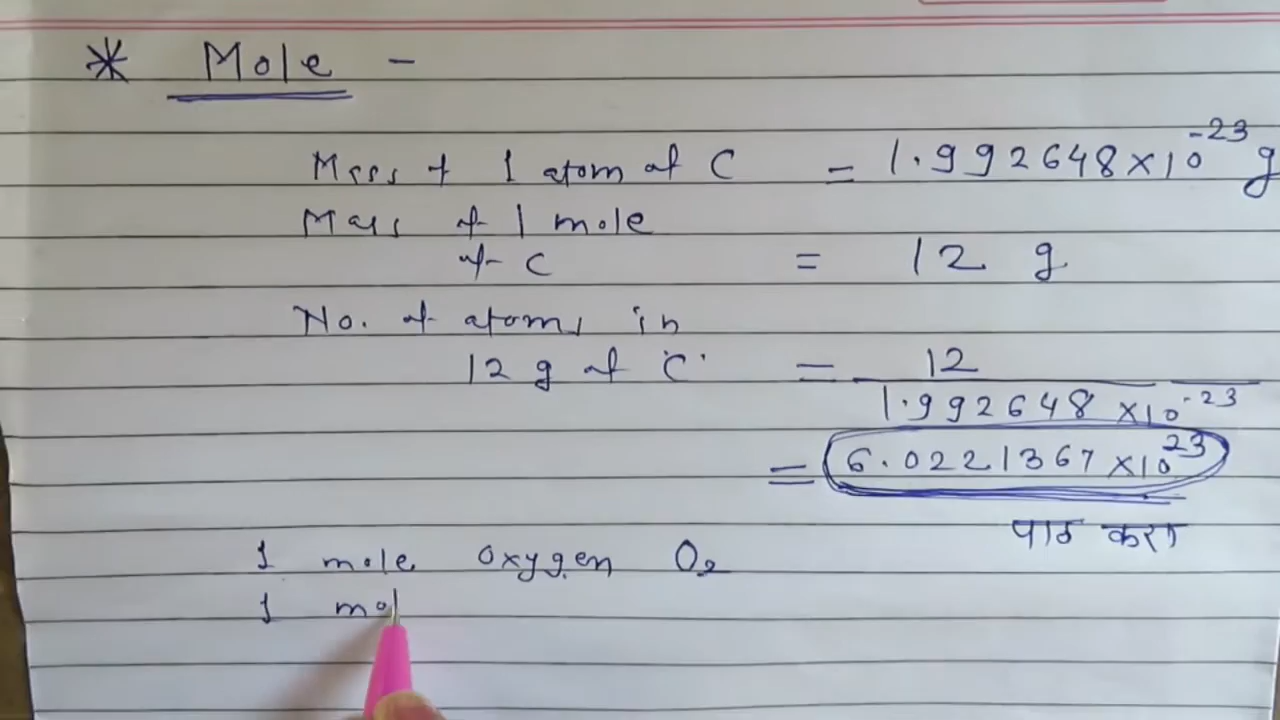 * Mole -
Mass of 1 atom of C = 1.992648×10⁻²³ g
Mass of 1 mole
of C = 12 g
No. of atoms in
12 g of C = 12
1.992648 ×10⁻²³
= 6.0221367 ×10²³
पाठ करा
1 mole oxygen O₂
1 mol